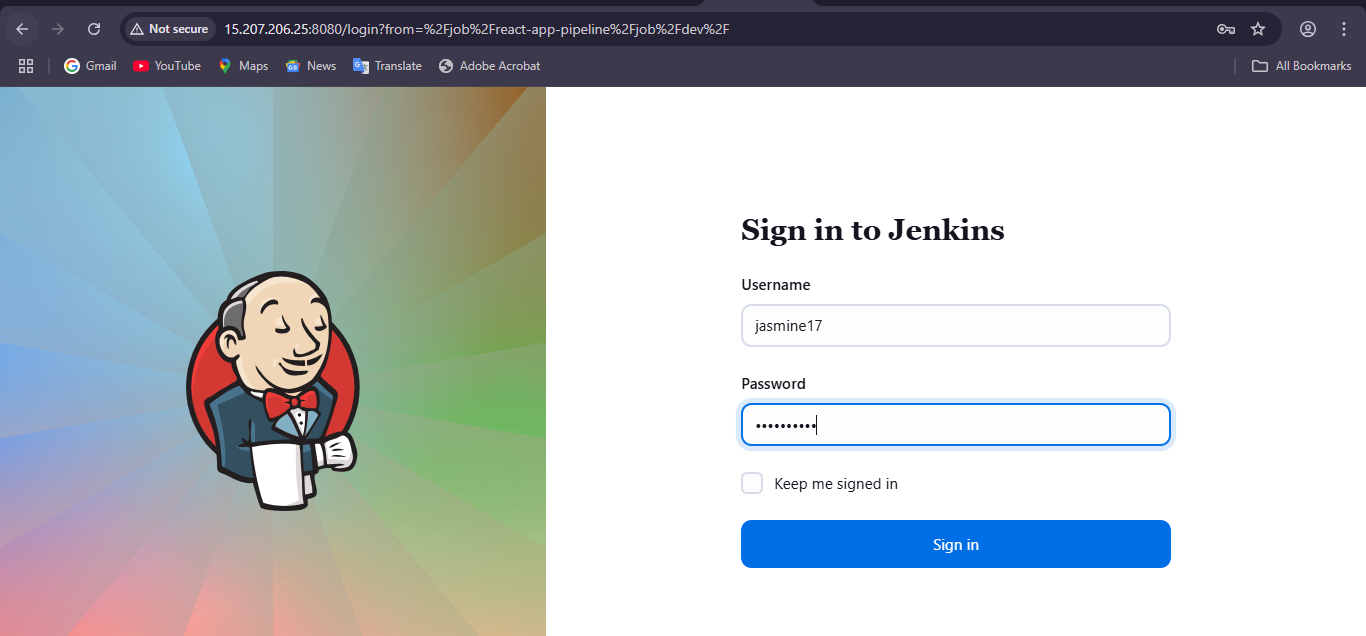 Not secure 15.207.206.25:8080/login?from=%2Fjob%2Freact-app-pipeline%2Fjob%2Fdev%2F
Gmail YouTube Maps News Translate Adobe Acrobat All Bookmarks
Sign in to Jenkins
Username
jasmine17
Password
••••••••••
Keep me signed in
Sign in